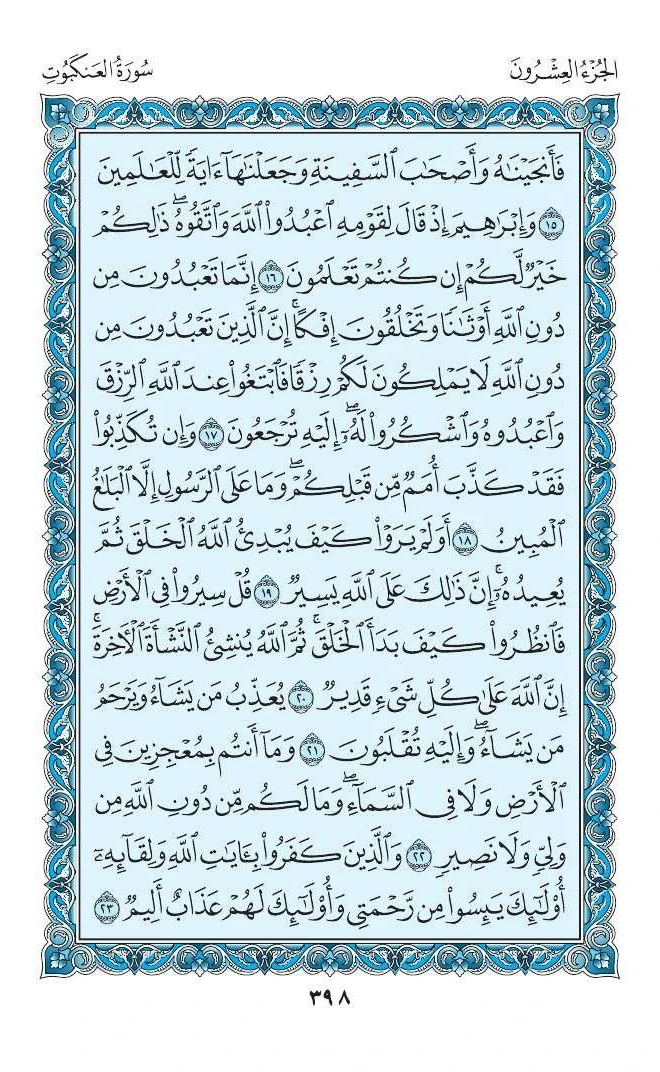 الجُزْءُ العِشْرُونَ
سُورَةُ العَنكَبُوتِ
فَأَنجَيْنَٰهُ وَأَصْحَٰبَ ٱلسَّفِينَةِ وَجَعَلْنَٰهَآ ءَايَةً لِّلْعَٰلَمِينَ
١٥ وَإِبْرَٰهِيمَ إِذْ قَالَ لِقَوْمِهِ ٱعْبُدُوا۟ ٱللَّهَ وَٱتَّقُوهُ ۖ ذَٰلِكُمْ
خَيْرٌ لَّكُمْ إِن كُنتُمْ تَعْلَمُونَ ١٦ إِنَّمَا تَعْبُدُونَ مِن
دُونِ ٱللَّهِ أَوْثَٰنًا وَتَخْلُقُونَ إِفْكًا ۚ إِنَّ ٱلَّذِينَ تَعْبُدُونَ مِن
دُونِ ٱللَّهِ لَا يَمْلِكُونَ لَكُمْ رِزْقًا فَٱبْتَغُوا۟ عِندَ ٱللَّهِ ٱلرِّزْقَ
وَٱعْبُدُوهُ وَٱشْكُرُوا۟ لَهُۥٓ ۖ إِلَيْهِ تُرْجَعُونَ ١٧ وَإِن تُكَذِّبُوا۟
فَقَدْ كَذَّبَ أُمَمٌ مِّن قَبْلِكُمْ ۖ وَمَا عَلَى ٱلرَّسُولِ إِلَّا ٱلْبَلَٰغُ
ٱلْمُبِينُ ١٨ أَوَلَمْ يَرَوْا۟ كَيْفَ يُبْدِئُ ٱللَّهُ ٱلْخَلْقَ ثُمَّ
يُعِيدُهُۥٓ ۚ إِنَّ ذَٰلِكَ عَلَى ٱللَّهِ يَسِيرٌ ١٩ قُلْ سِيرُوا۟ فِى ٱلْأَرْضِ
فَٱنظُرُوا۟ كَيْفَ بَدَأَ ٱلْخَلْقَ ۚ ثُمَّ ٱللَّهُ يُنشِئُ ٱلنَّشْأَةَ ٱلْـَٔاخِرَةَ ۚ
إِنَّ ٱللَّهَ عَلَىٰ كُلِّ شَىْءٍ قَدِيرٌ ٢٠ يُعَذِّبُ مَن يَشَآءُ وَيَرْحَمُ
مَن يَشَآءُ ۖ وَإِلَيْهِ تُقْلَبُونَ ٢١ وَمَآ أَنتُم بِمُعْجِزِينَ فِى
ٱلْأَرْضِ وَلَا فِى ٱلسَّمَآءِ ۖ وَمَا لَكُم مِّن دُونِ ٱللَّهِ مِن
وَلِىٍّ وَلَا نَصِيرٍ ٢٢ وَٱلَّذِينَ كَفَرُوا۟ بِـَٔايَٰتِ ٱللَّهِ وَلِقَآئِهِۦٓ
أُو۟لَٰٓئِكَ يَئِسُوا۟ مِن رَّحْمَتِى وَأُو۟لَٰٓئِكَ لَهُمْ عَذَابٌ أَلِيمٌ ٢٣
٣٩٨